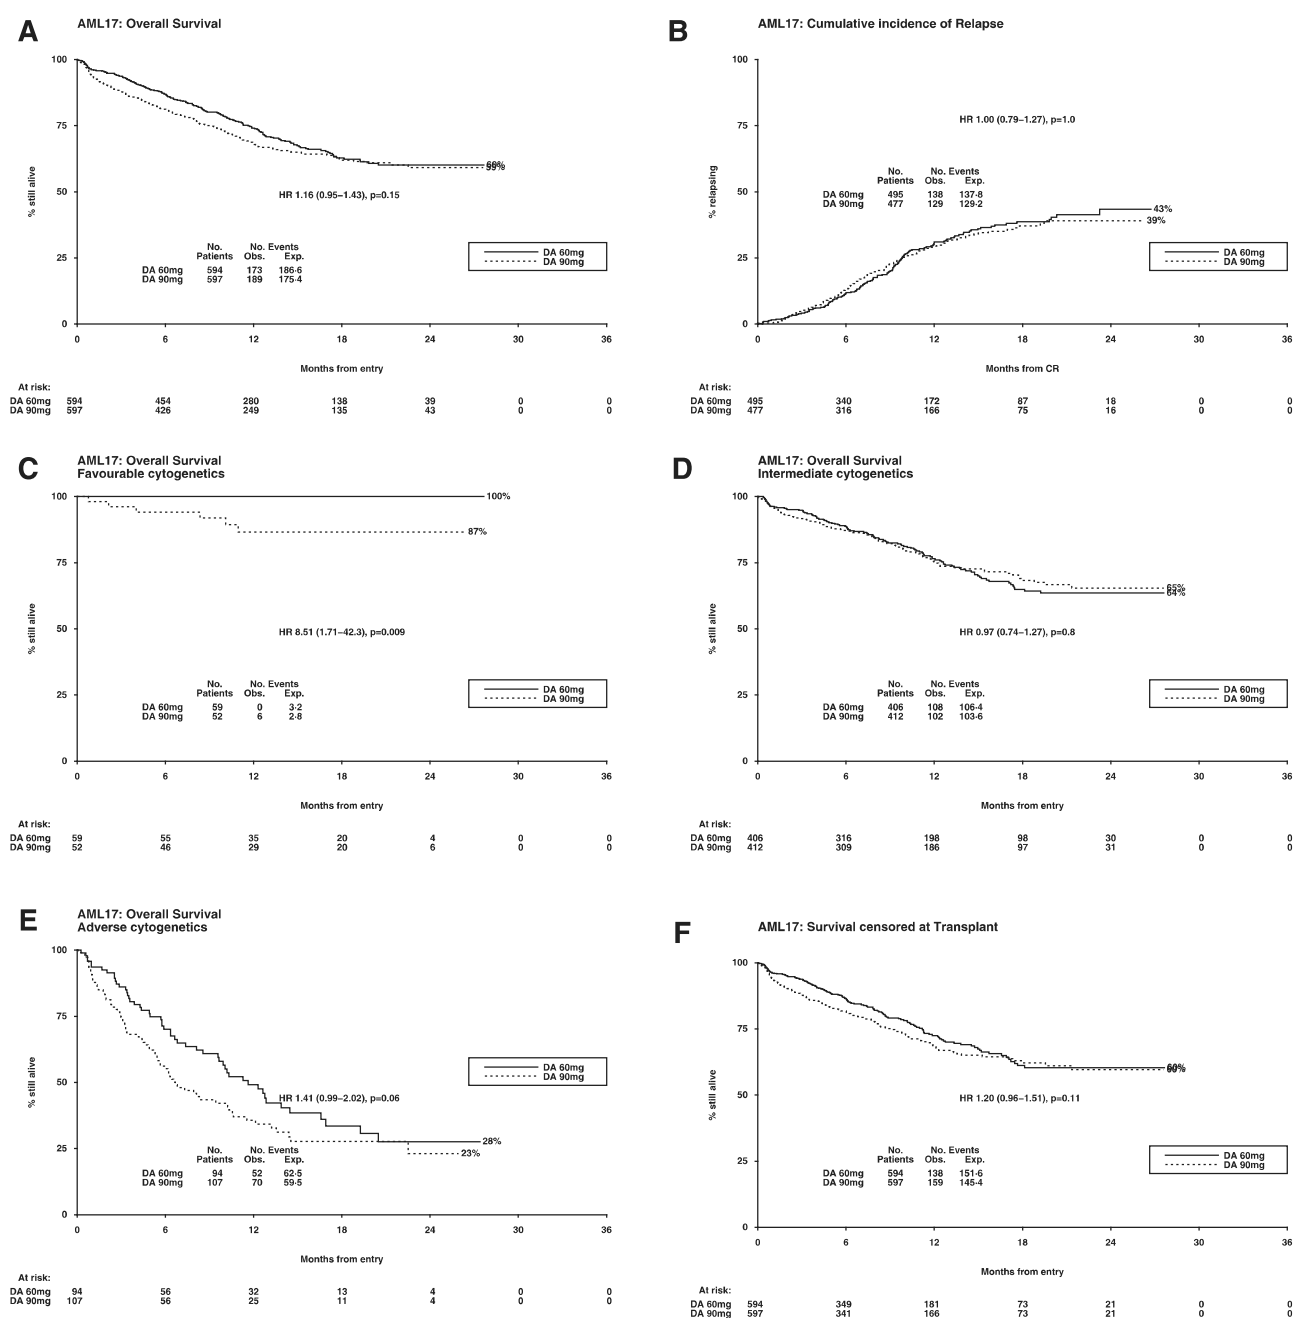 A
AML17: Overall Survival
100
75
50
25
0
% still alive
HR 1.16 (0.95–1.43), p=0.15
No. No. Events
Patients Obs. Exp.
DA 60mg 594 173 186·6
DA 90mg 597 189 175·4
DA 60mg
DA 90mg
0 6 12 18 24 30 36
Months from entry
At risk:
DA 60mg 594 454 280 138 39 0 0
DA 90mg 597 426 249 135 43 0 0
B
AML17: Cumulative incidence of Relapse
100
75
50
25
0
% relapsing
HR 1.00 (0.79–1.27), p=1.0
No. No. Events
Patients Obs. Exp.
DA 60mg 495 138 137·8
DA 90mg 477 129 129·2
43%
39%
DA 60mg
DA 90mg
0 6 12 18 24 30 36
Months from CR
At risk:
DA 60mg 495 340 172 87 18 0 0
DA 90mg 477 316 166 75 16 0 0
C
AML17: Overall Survival
Favourable cytogenetics
100
75
50
25
0
% still alive
100%
87%
HR 8.51 (1.71–42.3), p=0.009
No. No. Events
Patients Obs. Exp.
DA 60mg 59 0 3·2
DA 90mg 52 6 2·8
DA 60mg
DA 90mg
0 6 12 18 24 30 36
Months from entry
At risk:
DA 60mg 59 55 35 20 4 0 0
DA 90mg 52 46 29 20 6 0 0
D
AML17: Overall Survival
Intermediate cytogenetics
100
75
50
25
0
% still alive
65%
64%
HR 0.97 (0.74–1.27), p=0.8
No. No. Events
Patients Obs. Exp.
DA 60mg 406 108 106·4
DA 90mg 412 102 103·6
DA 60mg
DA 90mg
0 6 12 18 24 30 36
Months from entry
At risk:
DA 60mg 406 316 198 98 30 0 0
DA 90mg 412 309 186 97 31 0 0
E
AML17: Overall Survival
Adverse cytogenetics
100
75
50
25
0
% still alive
DA 60mg
DA 90mg
HR 1.41 (0.99–2.02), p=0.06
28%
23%
No. No. Events
Patients Obs. Exp.
DA 60mg 94 52 62·5
DA 90mg 107 70 59·5
0 6 12 18 24 30 36
Months from entry
At risk:
DA 60mg 94 56 32 13 4 0 0
DA 90mg 107 56 25 11 4 0 0
F
AML17: Survival censored at Transplant
100
75
50
25
0
% still alive
60%
HR 1.20 (0.96–1.51), p=0.11
No. No. Events
Patients Obs. Exp.
DA 60mg 594 138 151·6
DA 90mg 597 159 145·4
DA 60mg
DA 90mg
0 6 12 18 24 30 36
Months from entry
At risk:
DA 60mg 594 349 181 73 21 0 0
DA 90mg 597 341 166 73 21 0 0